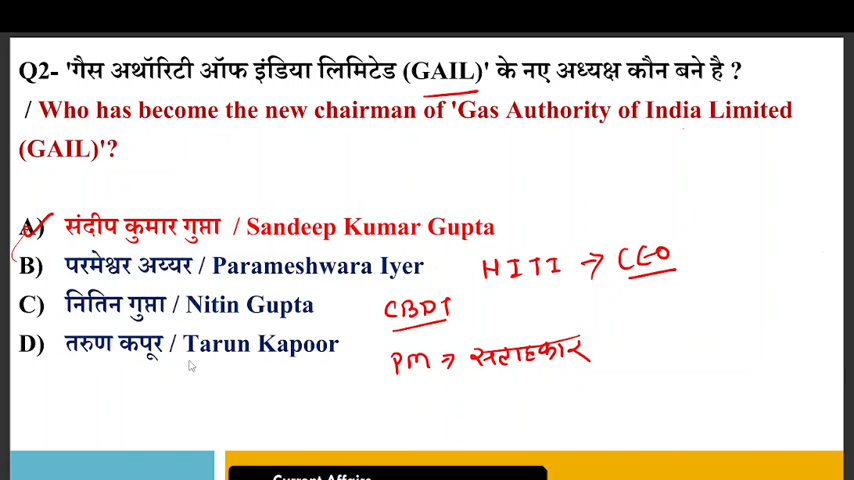 Q2- 'गैस अथॉरिटी ऑफ इंडिया लिमिटेड (GAIL)' के नए अध्यक्ष कौन बने है ?
/ Who has become the new chairman of 'Gas Authority of India Limited
(GAIL)'?
A) संदीप कुमार गुप्ता / Sandeep Kumar Gupta
B) परमेश्वर अय्यर / Parameshwara Iyer NITI → CEO
C) नितिन गुप्ता / Nitin Gupta CBDT
D) तरुण कपूर / Tarun Kapoor PM → सलाहकार
Current Affairs